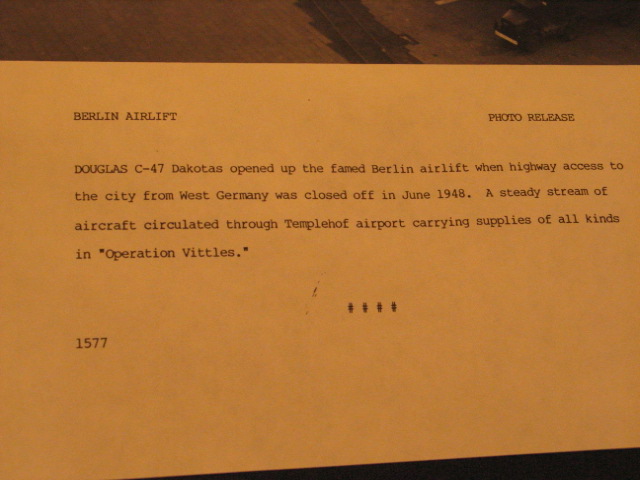 BERLIN AIRLIFT PHOTO RELEASE
DOUGLAS C-47 Dakotas opened up the famed Berlin airlift when highway access to
the city from West Germany was closed off in June 1948. A steady stream of
aircraft circulated through Templehof airport carrying supplies of all kinds
in "Operation Vittles."
# # # #
1577